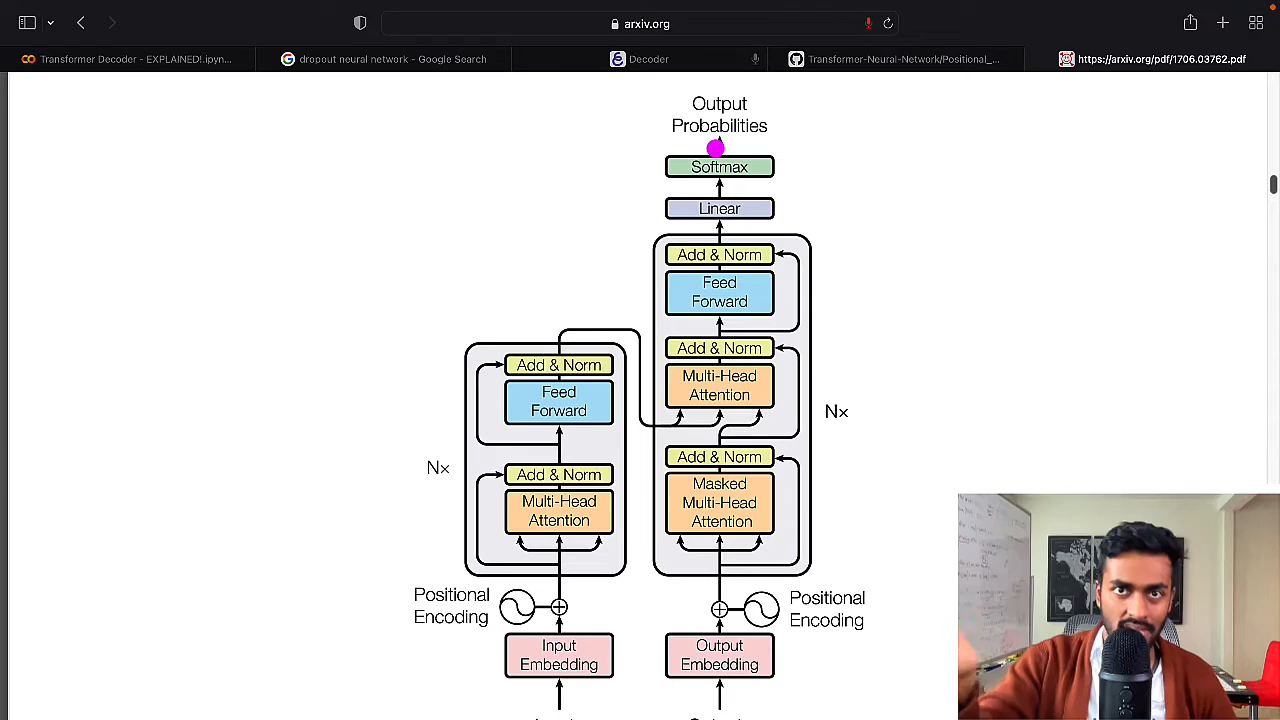 arxiv.org
Transformer Decoder - EXPLAINED!.ipyn...
dropout neural network - Google Search
Decoder
Transformer-Neural-Network/Positional_...
https://arxiv.org/pdf/1706.03762.pdf
Output
Probabilities
Softmax
Linear
Add & Norm
Feed
Forward
Add & Norm
Multi-Head
Attention
Nx
Add & Norm
Masked
Multi-Head
Attention
Add & Norm
Feed
Forward
Nx
Add & Norm
Multi-Head
Attention
Positional
Encoding
Positional
Encoding
Input
Embedding
Output
Embedding